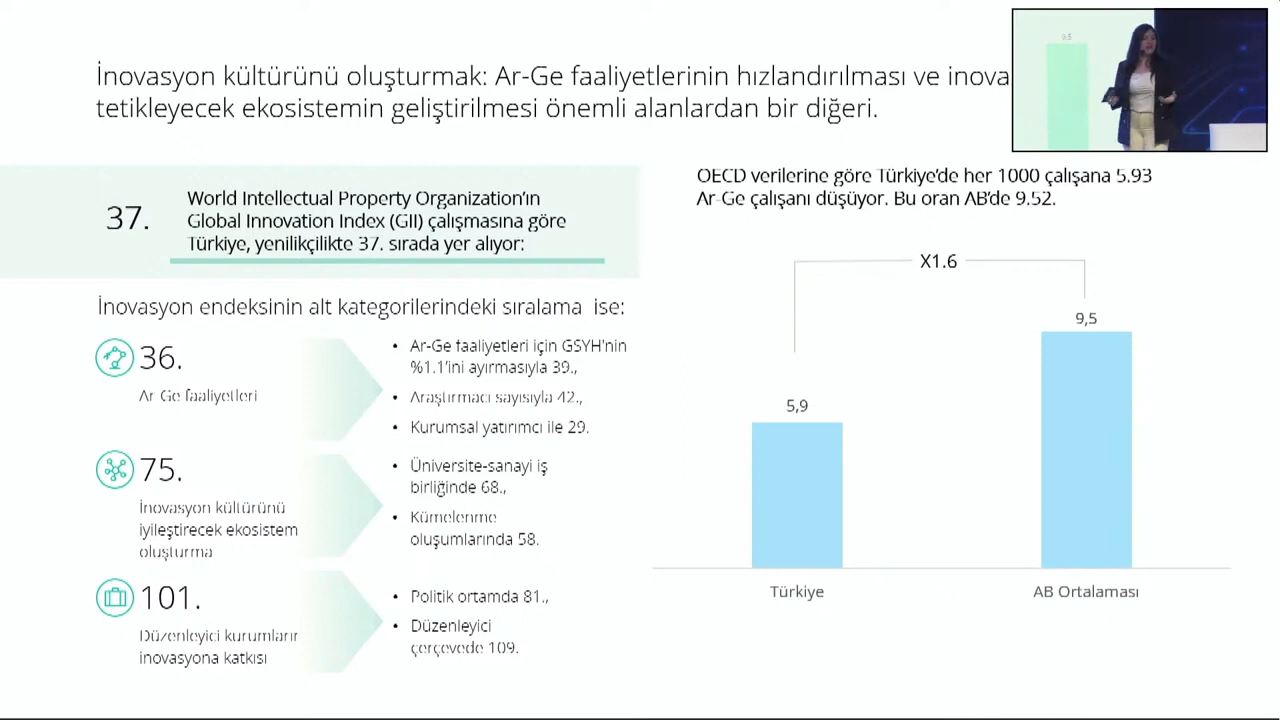 İnovasyon kültürünü oluşturmak: Ar-Ge faaliyetlerinin hızlandırılması ve
tetikleyecek ekosistemin geliştirilmesi önemli alanlardan bir diğeri.
37.
World Intellectual Property Organization'ın
Global Innovation Index (GII) çalışmasına göre
Türkiye, yenilikçilikte 37. sırada yer alıyor:
İnovasyon endeksinin alt kategorilerindeki sıralama ise:
36.
Ar-Ge faaliyetleri
• Ar-Ge faaliyetleri için GSYH'nin
%1.1'ini ayırmasıyla 39.,
• Araştırmacı sayısıyla 42.,
• Kurumsal yatırımcı ile 29.
75.
İnovasyon kültürünü
iyileştirecek ekosistem
oluşturma
• Üniversite-sanayi iş
birliğinde 68.,
• Kümelenme
oluşumlarında 58.
101.
Düzenleyici kurumların
inovasyona katkısı
• Politik ortamda 81.,
• Düzenleyici
çerçevede 109.
OECD verilerine göre Türkiye'de her 1000 çalışana 5.93
Ar-Ge çalışanı düşüyor. Bu oran AB'de 9.52.
X1.6
5,9
9,5
Türkiye
AB Ortalaması
9,5